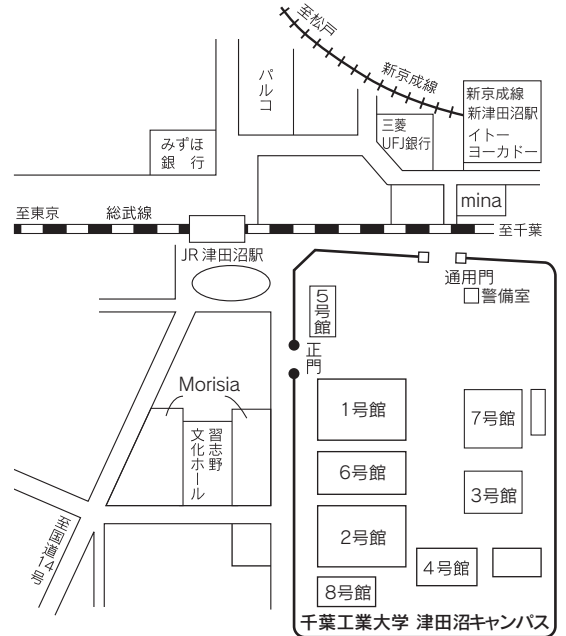 至松戸
新京成線
パルコ
新京成線
新津田沼駅
イトー
ヨーカドー
三菱
UFJ銀行
みずほ
銀　行
mina
至東京
総武線
至千葉
JR 津田沼駅
通用門
警備室
5号館
正門
Morisia
1号館
7号館
習志野
文化ホール
6号館
3号館
2号館
至国道14号
4号館
8号館
千葉工業大学 津田沼キャンパス